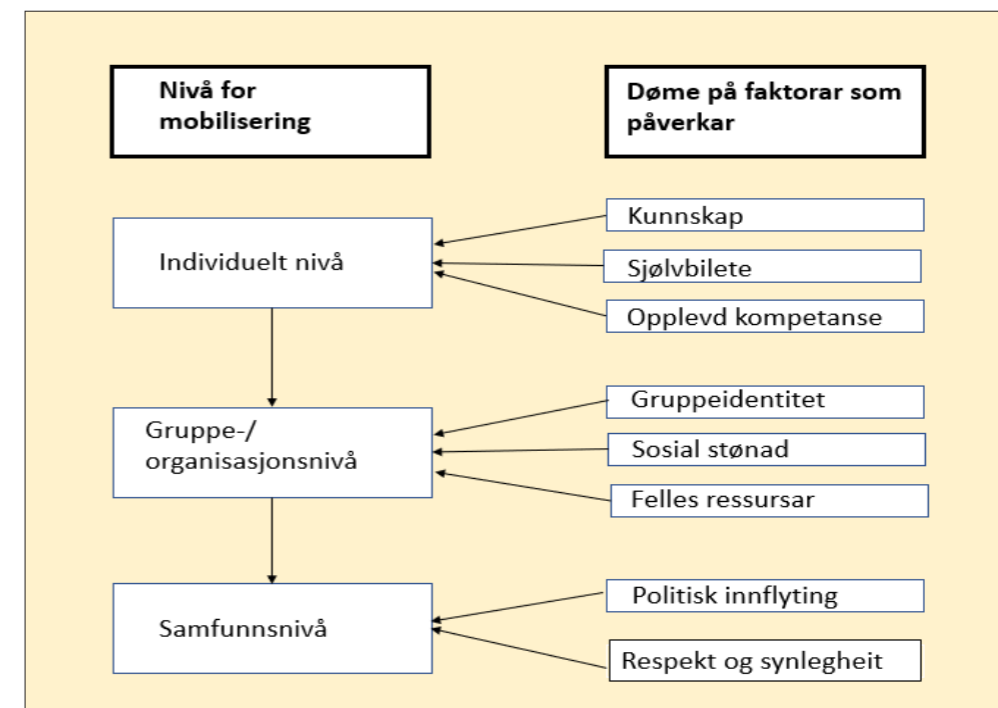 Nivå for
mobilisering
Døme på faktorar som
påverkar
Individuelt nivå
Kunnskap
Sjølvbilete
Opplevd kompetanse
Gruppe-/
organisasjonsnivå
Gruppeidentitet
Sosial stønad
Felles ressursar
Samfunnsnivå
Politisk innflyting
Respekt og synlegheit